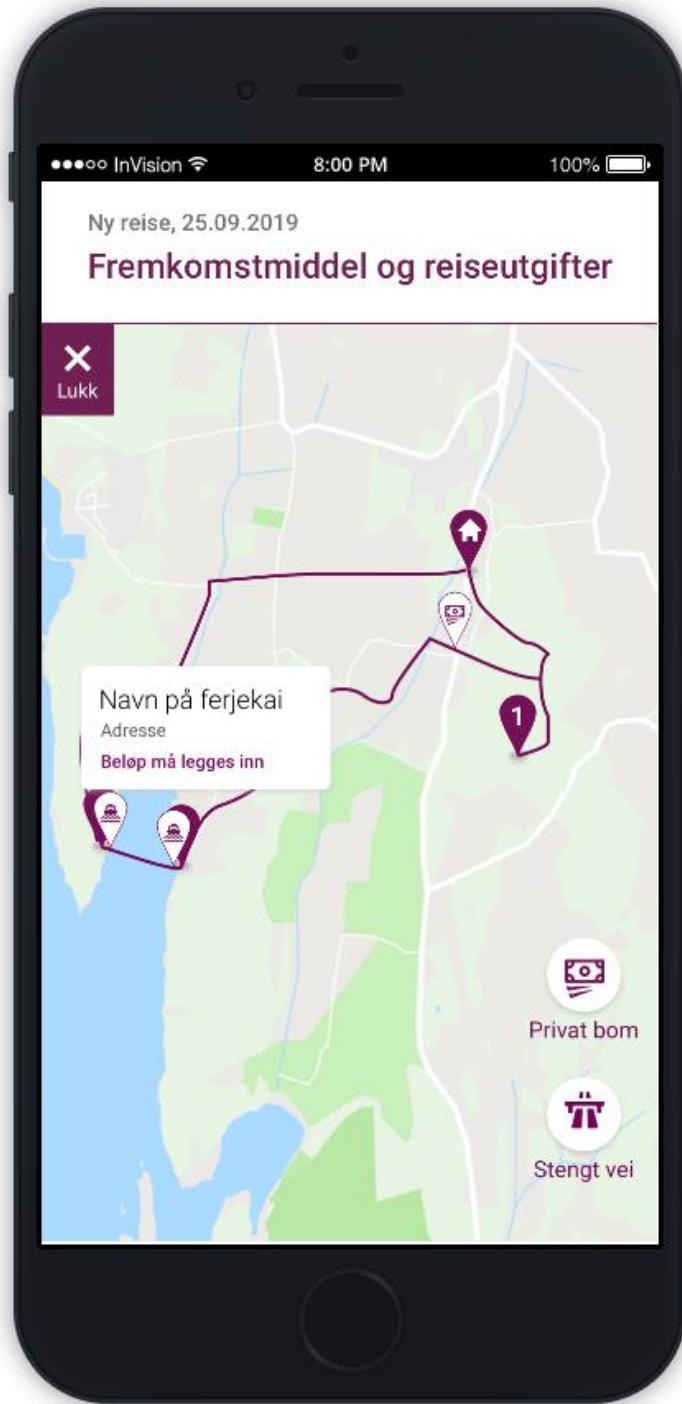 InVision 8:00 PM 100%
Ny reise, 25.09.2019
Fremkomstmiddel og reiseutgifter
Lukk
1
Navn på ferjekai
Adresse
Beløp må legges inn
Privat bom
Stengt vei